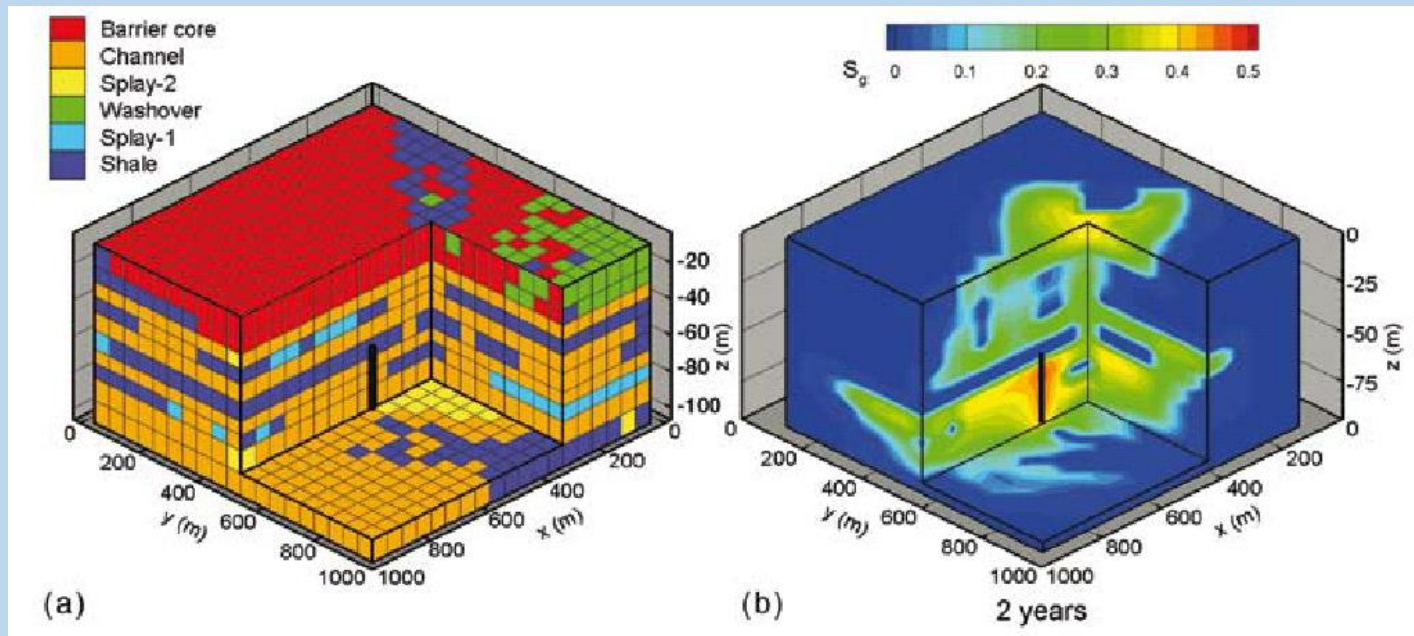 Barrier core
Channel
Splay-2
Washover
Splay-1
Shale
-20
-40
-60
-80
-100
z (m)
0
200
400
600
800
1000
y (m)
0
200
400
600
800
1000
x (m)
(a)
Sg: 0 0.1 0.2 0.3 0.4 0.5
0
-25
-50
-75
z (m)
0
200
400
600
800
1000
y (m)
0
200
400
600
800
1000
x (m)
(b)
2 years